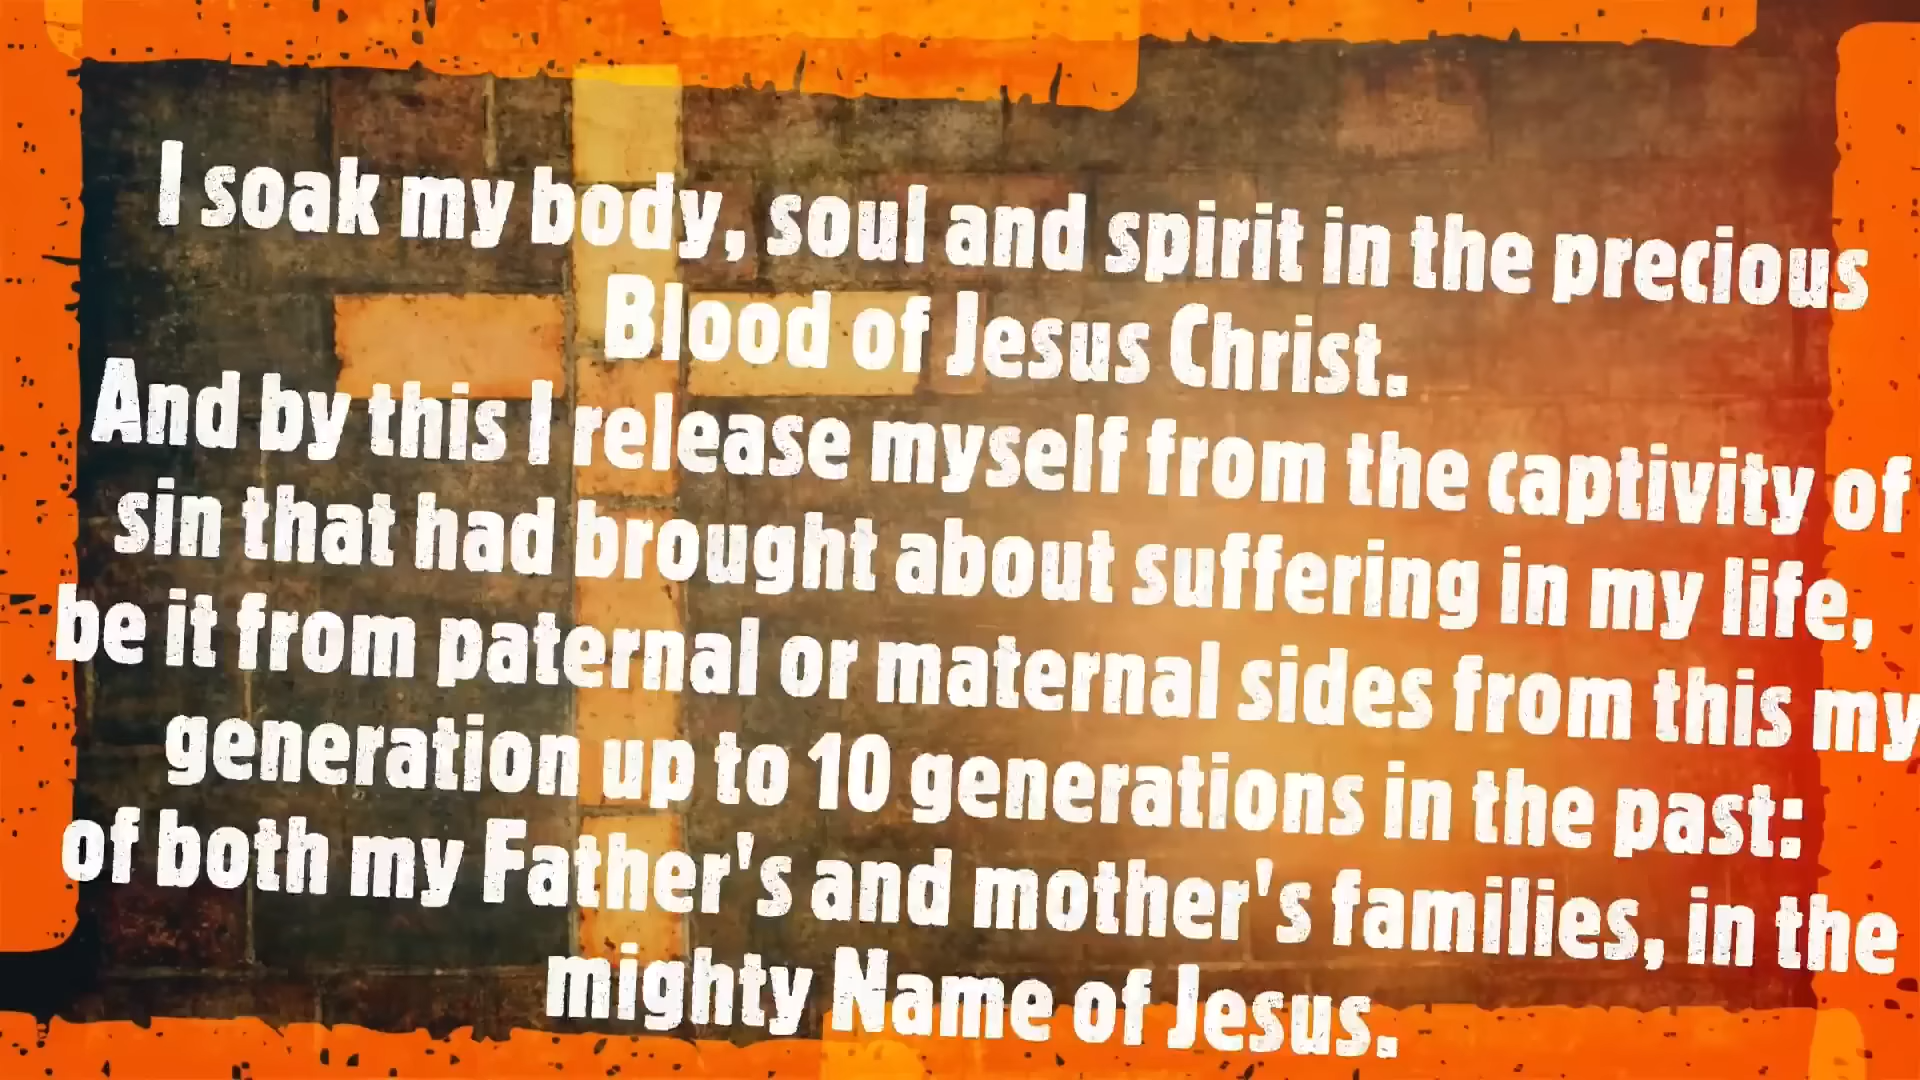 I soak my body, soul and spirit in the precious
Blood of Jesus Christ.
And by this I release myself from the captivity of
sin that had brought about suffering in my life,
be it from paternal or maternal sides from this my
generation up to 10 generations in the past:
of both my Father's and mother's families, in the
mighty Name of Jesus.